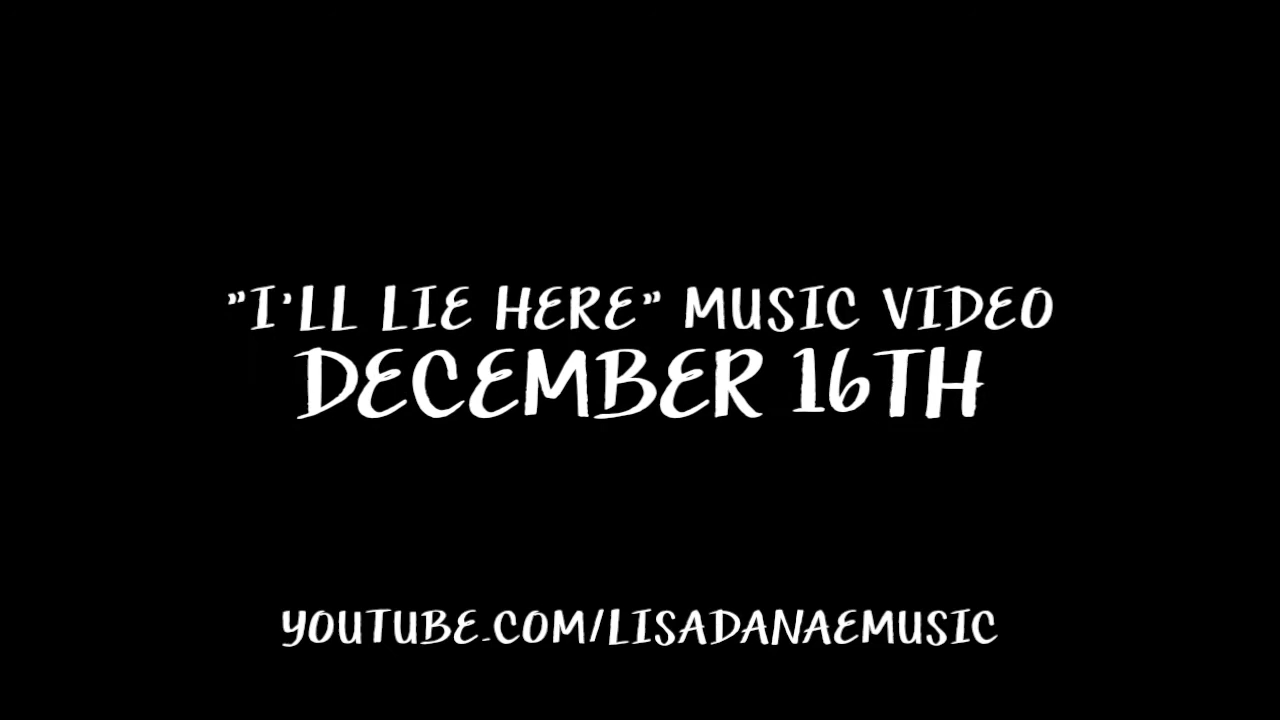 "I'LL LIE HERE" MUSIC VIDEO
DECEMBER 16TH
YOUTUBE.COM/LISADANAEMUSIC